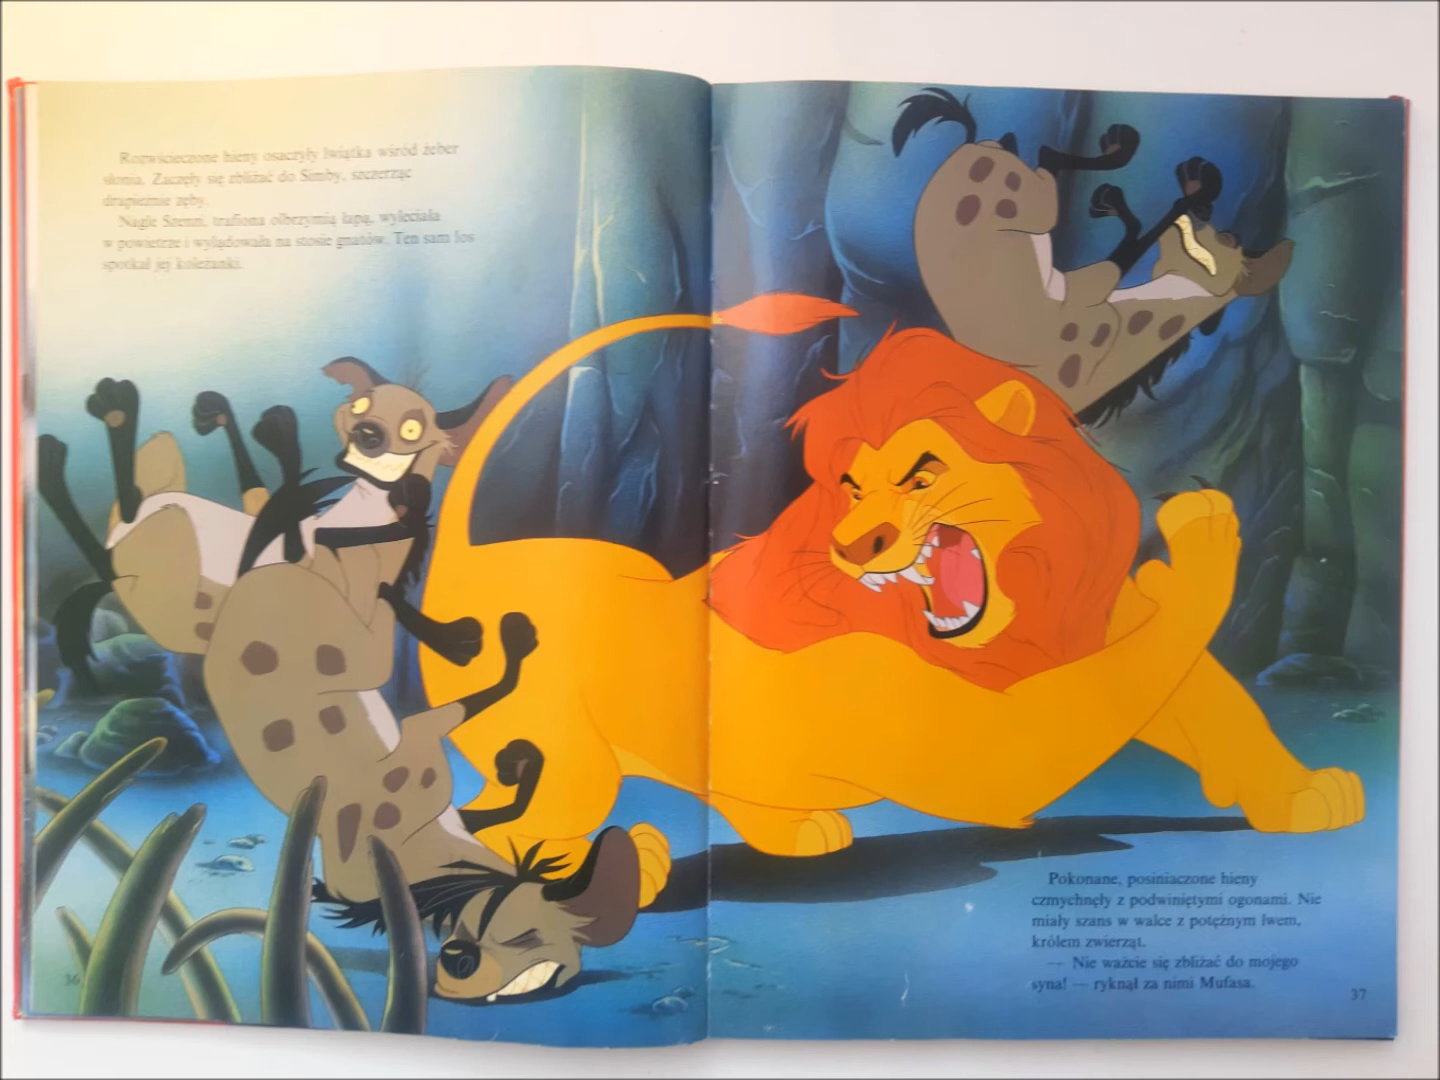 Rozwścieczone hieny osaczyły lwiątka wśród żeber
słonia. Zaczęły się zbliżać do Simby, szczerząc
drapieżnie zęby.
Nagle Szenzi, trafiona olbrzymią łapą, wyleciała
w powietrze i wylądowała na stosie gnatów. Ten sam los
spotkał jej koleżanki.
36
Pokonane, posiniaczone hieny
czmychnęły z podwiniętymi ogonami. Nie
miały szans w walce z potężnym lwem,
królem zwierząt.
— Nie ważcie się zbliżać do mojego
syna! — ryknął za nimi Mufasa.
37